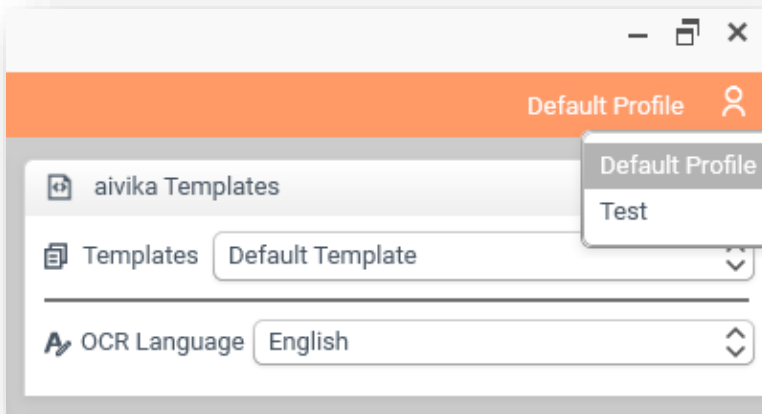 Default Profile
Default Profile
Test
aivika Templates
Templates Default Template
OCR Language English